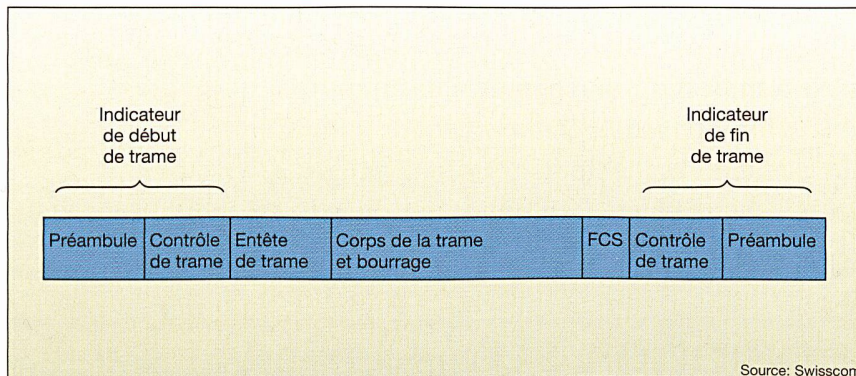 Indicateur
de début
de trame
Indicateur
de fin
de trame
Préambule
Contrôle
de trame
Entête
de trame
Corps de la trame
et bourrage
FCS
Contrôle
de trame
Préambule
Source: Swisscom